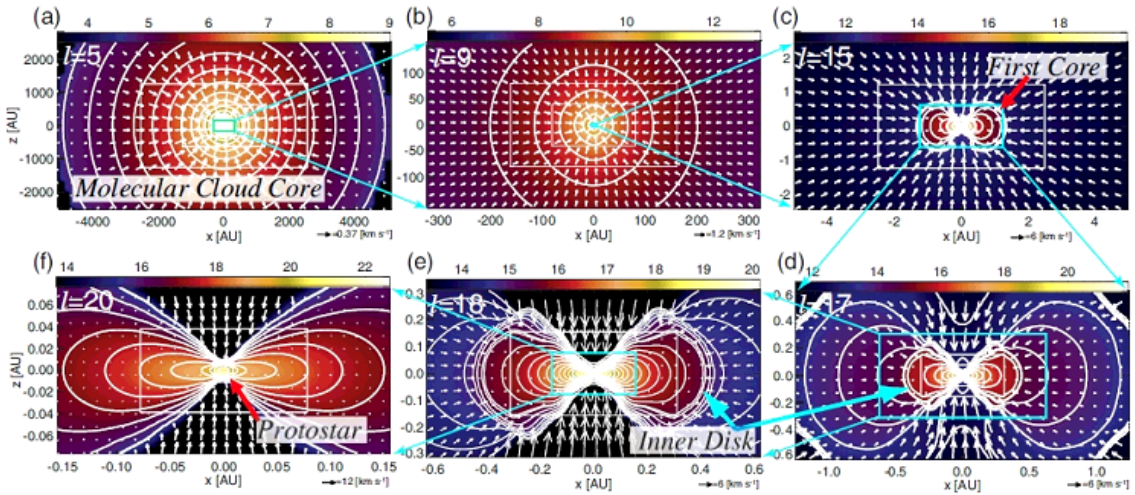 (a)
4 5 6 7 8 9
l=5
2000
1000
0
-1000
-2000
z [AU]
Molecular Cloud Core
-4000 -2000 0 2000 4000
x [AU]
=0.37 [km s⁻¹]
(b)
6 8 10 12
l=9
100
50
0
-50
-100
-300 -200 -100 0 100 200 300
x [AU]
=1.2 [km s⁻¹]
(c)
12 14 16 18
l=15
First Core
2
1
0
-1
-2
-4 -2 0 2 4
x [AU]
=6 [km s⁻¹]
(f)
14 16 18 20 22
l=20
0.06
0.04
0.02
0.00
-0.02
-0.04
-0.06
z [AU]
Protostar
-0.15 -0.10 -0.05 0.00 0.05 0.10 0.15
x [AU]
=12 [km s⁻¹]
(e)
14 15 16 17 18 19 20
l=18
0.3
0.2
0.1
0.0
-0.1
-0.2
-0.3
Inner Disk
-0.6 -0.4 -0.2 0.0 0.2 0.4 0.6
x [AU]
=6 [km s⁻¹]
(d)
12 14 16 18 20
l=17
0.6
0.4
0.2
0.0
-0.2
-0.4
0.6
-1.0 -0.5 0.0 0.5 1.0
x [AU]
=6 [km s⁻¹]